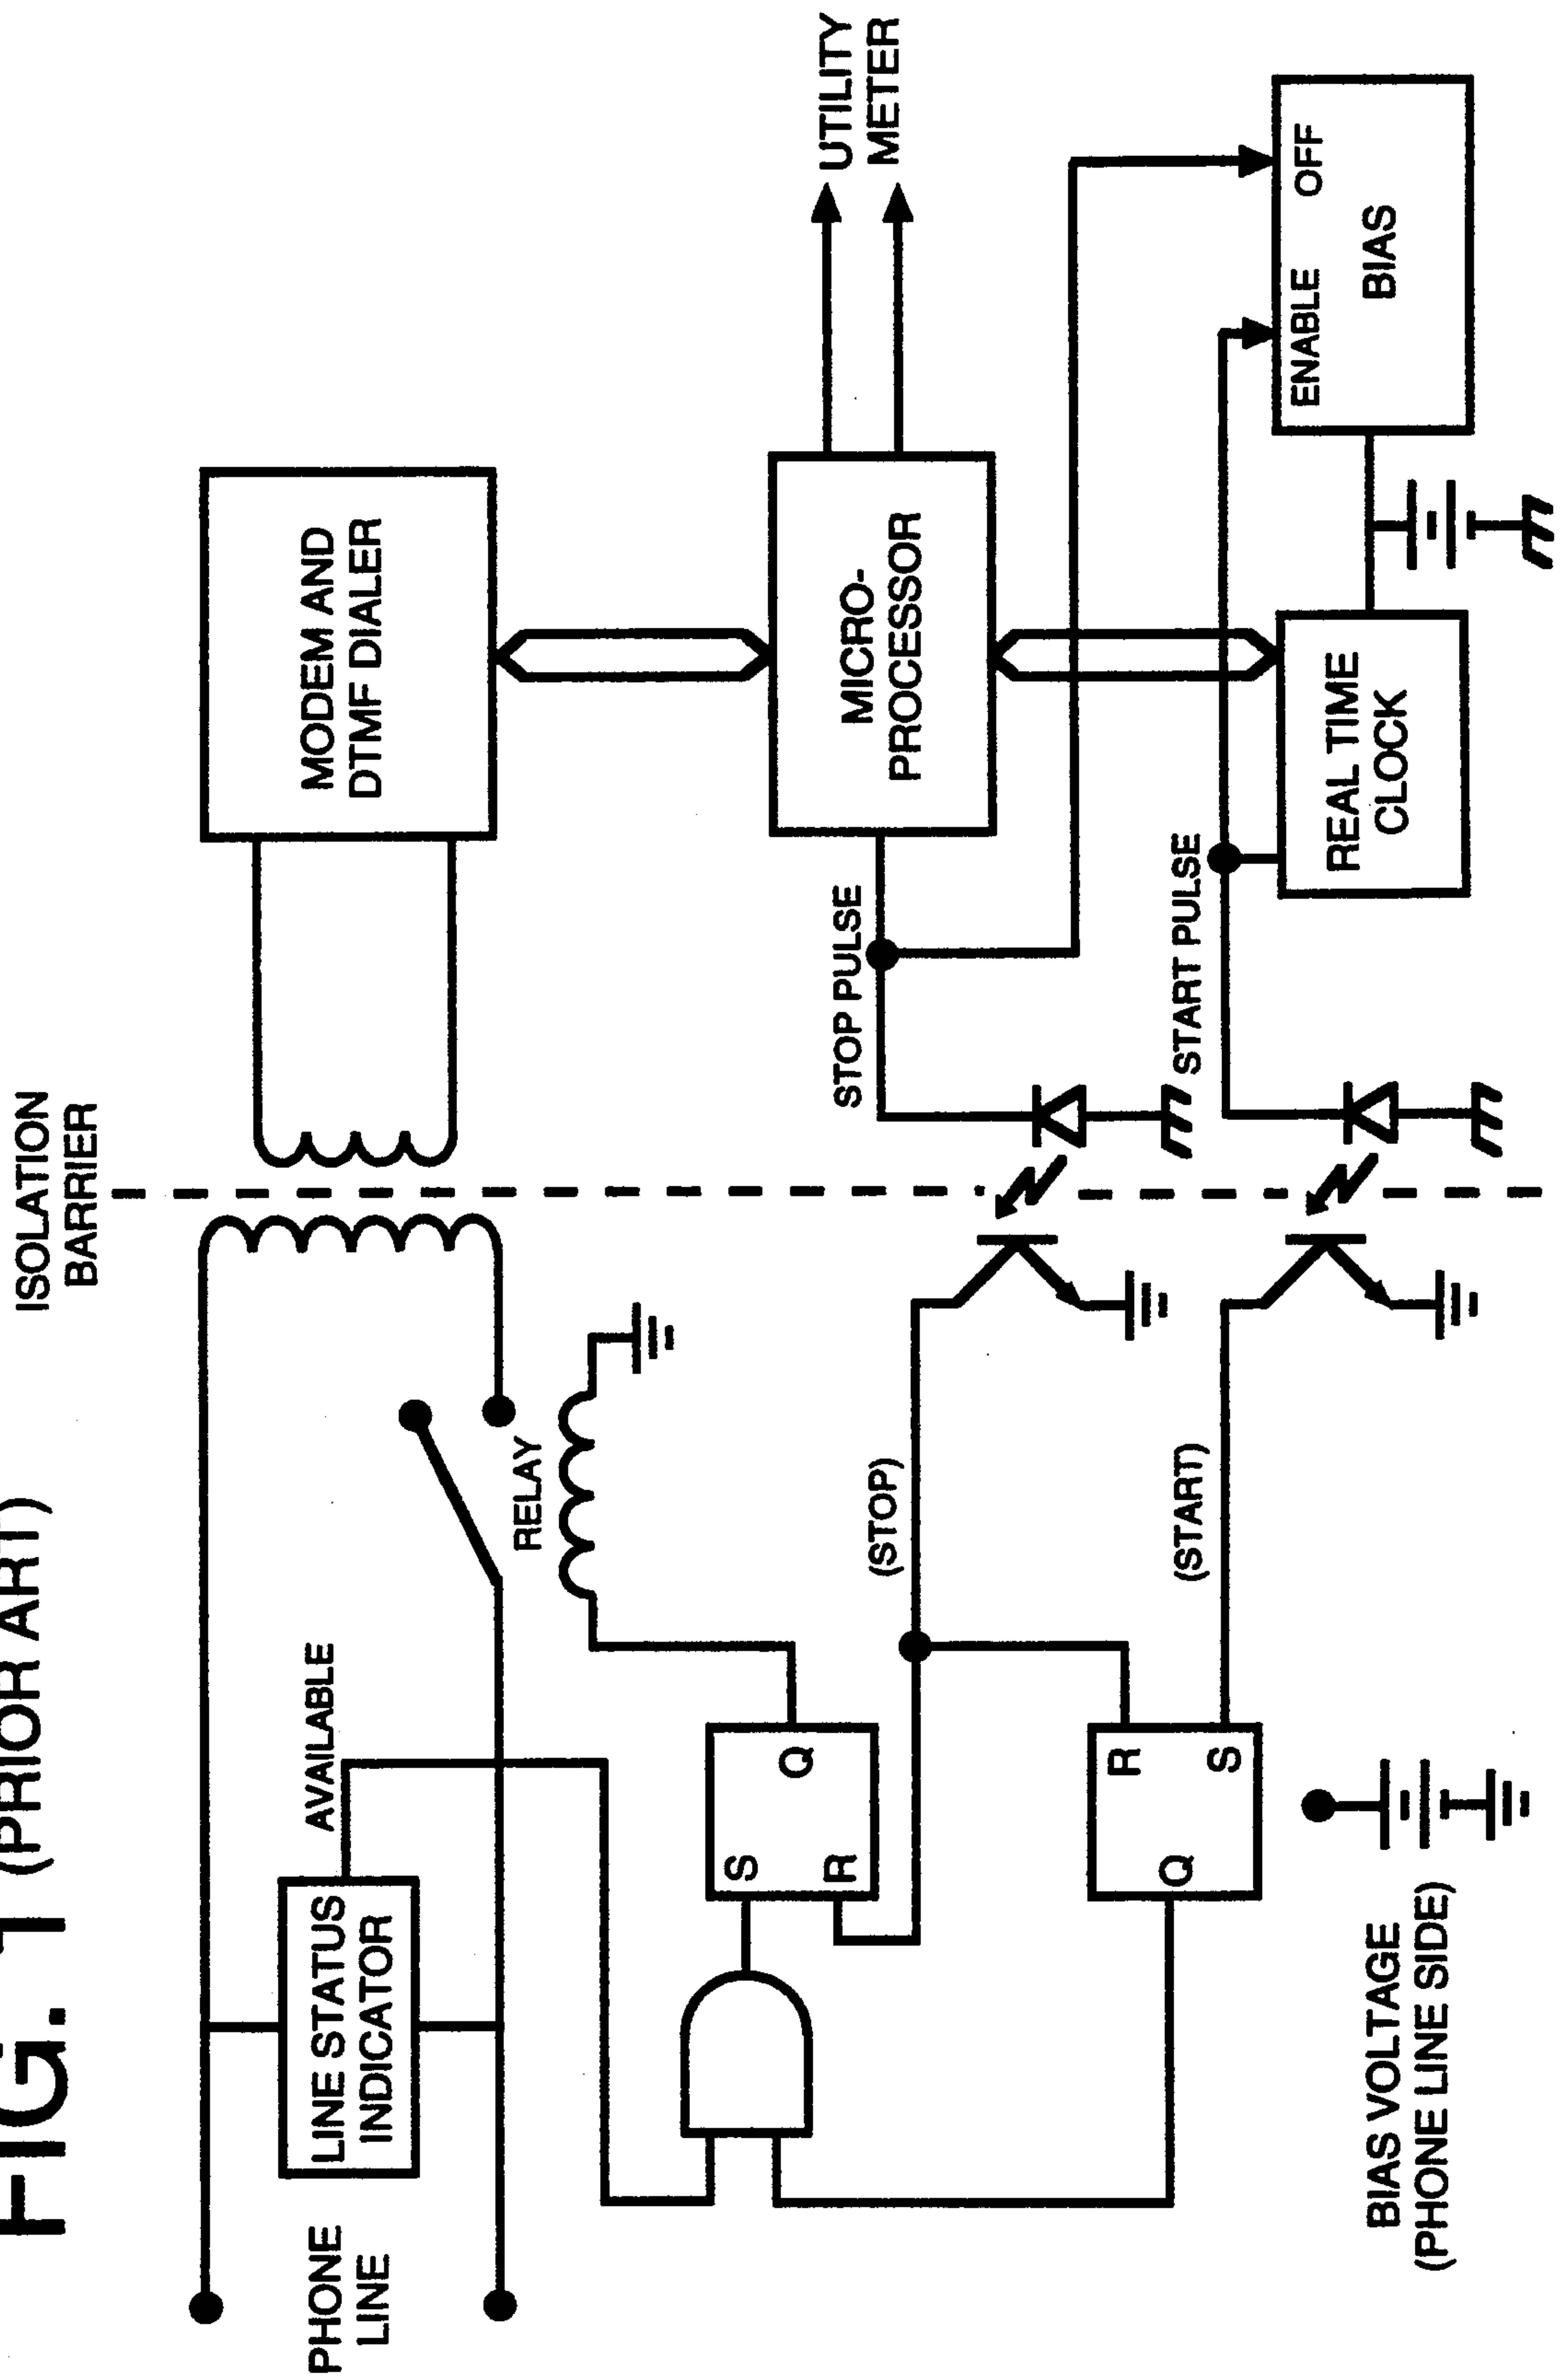 FIG. 1 (PRIOR ART)
ISOLATION
BARRIER
PHONE
LINE
LINE STATUS
INDICATOR
AVAILABLE
RELAY
MODEM AND
DTMF DIALER
S
R
Q
(STOP)
STOP PULSE
MICRO-
PROCESSOR
UTILITY
METER
Q
R
S
(START)
START PULSE
REAL TIME
CLOCK
ENABLE
OFF
BIAS
BIAS VOLTAGE
(PHONE LINE SIDE)